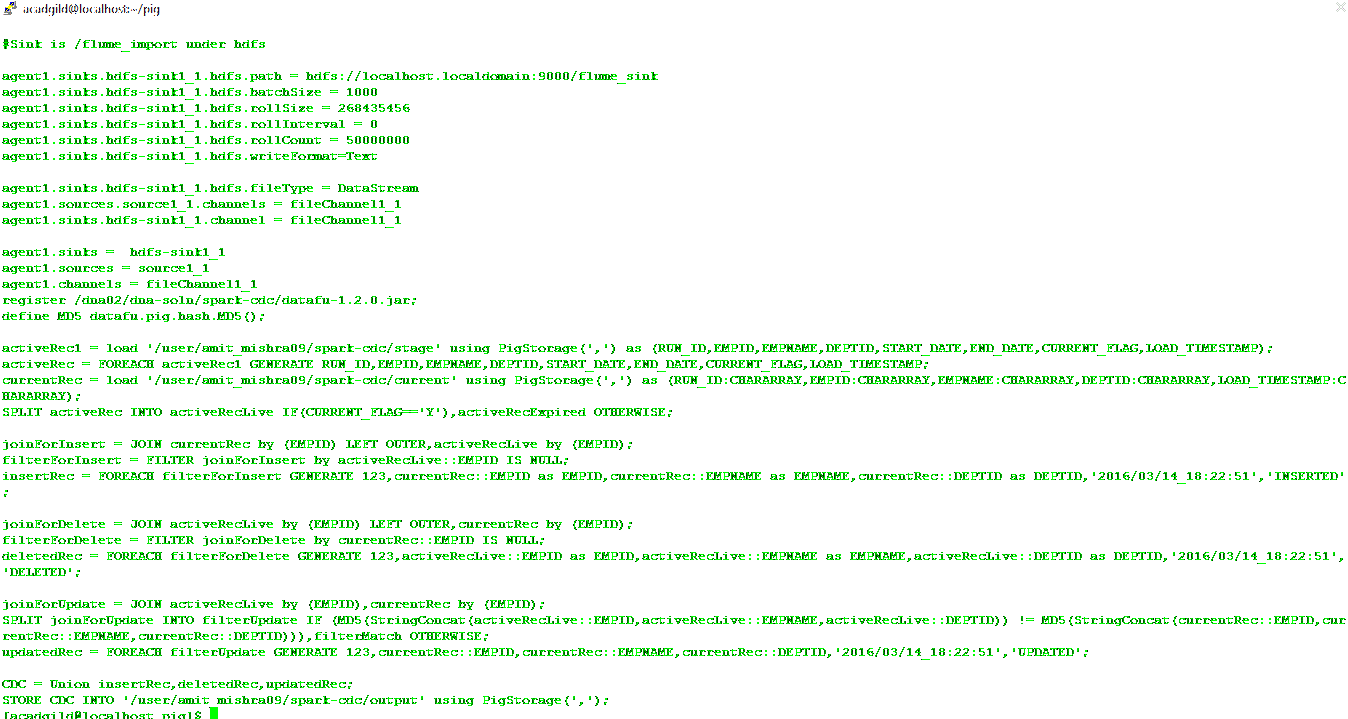 acadgild@localhost:~/pig
#Sink is /flume_import under hdfs
agent1.sinks.hdfs-sink1_1.hdfs.path = hdfs://localhost.localdomain:9000/flume_sink
agent1.sinks.hdfs-sink1_1.hdfs.batchSize = 1000
agent1.sinks.hdfs-sink1_1.hdfs.rollSize = 268435456
agent1.sinks.hdfs-sink1_1.hdfs.rollInterval = 0
agent1.sinks.hdfs-sink1_1.hdfs.rollCount = 50000000
agent1.sinks.hdfs-sink1_1.hdfs.writeFormat=Text
agent1.sinks.hdfs-sink1_1.hdfs.fileType = DataStream
agent1.sources.source1_1.channels = fileChannel1_1
agent1.sinks.hdfs-sink1_1.channel = fileChannel1_1
agent1.sinks =  hdfs-sink1_1
agent1.sources = source1_1
agent1.channels = fileChannel1_1
register /dna02/dna-soln/spark-cdc/datafu-1.2.0.jar;
define MD5 datafu.pig.hash.MD5();
activeRec1 = load '/user/amit_mishra09/spark-cdc/stage' using PigStorage(',') as (RUN_ID,EMPID,EMPNAME,DEPTID,START_DATE,END_DATE,CURRENT_FLAG,LOAD_TIMESTAMP);
activeRec = FOREACH activeRec1 GENERATE RUN_ID,EMPID,EMPNAME,DEPTID,START_DATE,END_DATE,CURRENT_FLAG,LOAD_TIMESTAMP;
currentRec = load '/user/amit_mishra09/spark-cdc/current' using PigStorage(',') as (RUN_ID:CHARARRAY,EMPID:CHARARRAY,EMPNAME:CHARARRAY,DEPTID:CHARARRAY,LOAD_TIMESTAMP:C
HARARRAY);
SPLIT activeRec INTO activeRecLive IF(CURRENT_FLAG=='Y'),activeRecExpired OTHERWISE;
joinForInsert = JOIN currentRec by (EMPID) LEFT OUTER,activeRecLive by (EMPID);
filterForInsert = FILTER joinForInsert by activeRecLive::EMPID IS NULL;
insertRec = FOREACH filterForInsert GENERATE 123,currentRec::EMPID as EMPID,currentRec::EMPNAME as EMPNAME,currentRec::DEPTID as DEPTID,'2016/03/14_18:22:51','INSERTED'
;
joinForDelete = JOIN activeRecLive by (EMPID) LEFT OUTER,currentRec by (EMPID);
filterForDelete = FILTER joinForDelete by currentRec::EMPID IS NULL;
deletedRec = FOREACH filterForDelete GENERATE 123,activeRecLive::EMPID as EMPID,activeRecLive::EMPNAME as EMPNAME,activeRecLive::DEPTID as DEPTID,'2016/03/14_18:22:51',
'DELETED';
joinForUpdate = JOIN activeRecLive by (EMPID),currentRec by (EMPID);
SPLIT joinForUpdate INTO filterUpdate IF (MD5(StringConcat(activeRecLive::EMPID,activeRecLive::EMPNAME,activeRecLive::DEPTID)) != MD5(StringConcat(currentRec::EMPID,cur
rentRec::EMPNAME,currentRec::DEPTID))),filterMatch OTHERWISE;
updatedRec = FOREACH filterUpdate GENERATE 123,currentRec::EMPID,currentRec::EMPNAME,currentRec::DEPTID,'2016/03/14_18:22:51','UPDATED';
CDC = Union insertRec,deletedRec,updatedRec;
STORE CDC INTO '/user/amit_mishra09/spark-cdc/output' using PigStorage(',');
[acadgild@localhost pig]$